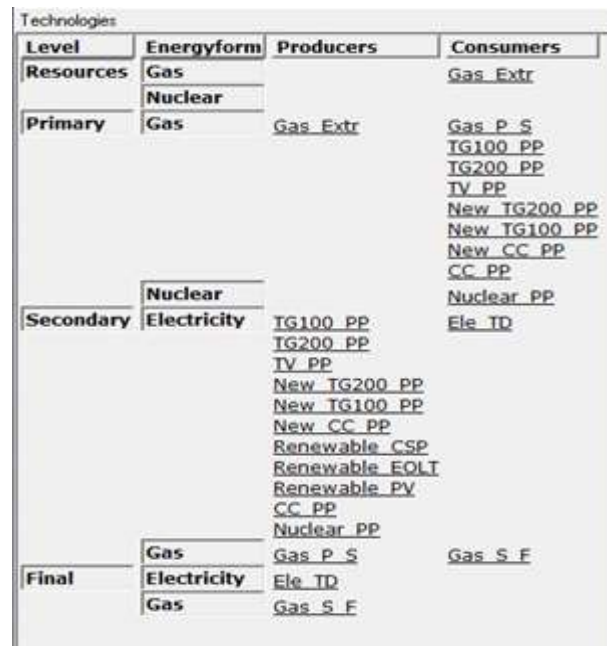 Technologies
Level Energyform Producers Consumers
Resources Gas Gas_Extr
Nuclear
Primary Gas Gas_Extr Gas_P_S
TG100_PP
TG200_PP
TV_PP
New_TG200_PP
New_TG100_PP
New_CC_PP
CC_PP
Nuclear Nuclear_PP
Secondary Electricity TG100_PP Ele_TD
TG200_PP
TV_PP
New_TG200_PP
New_TG100_PP
New_CC_PP
Renewable_CSP
Renewable_EOLT
Renewable_PV
CC_PP
Nuclear_PP
Gas Gas_P_S Gas_S_F
Final Electricity Ele_TD
Gas Gas_S_F